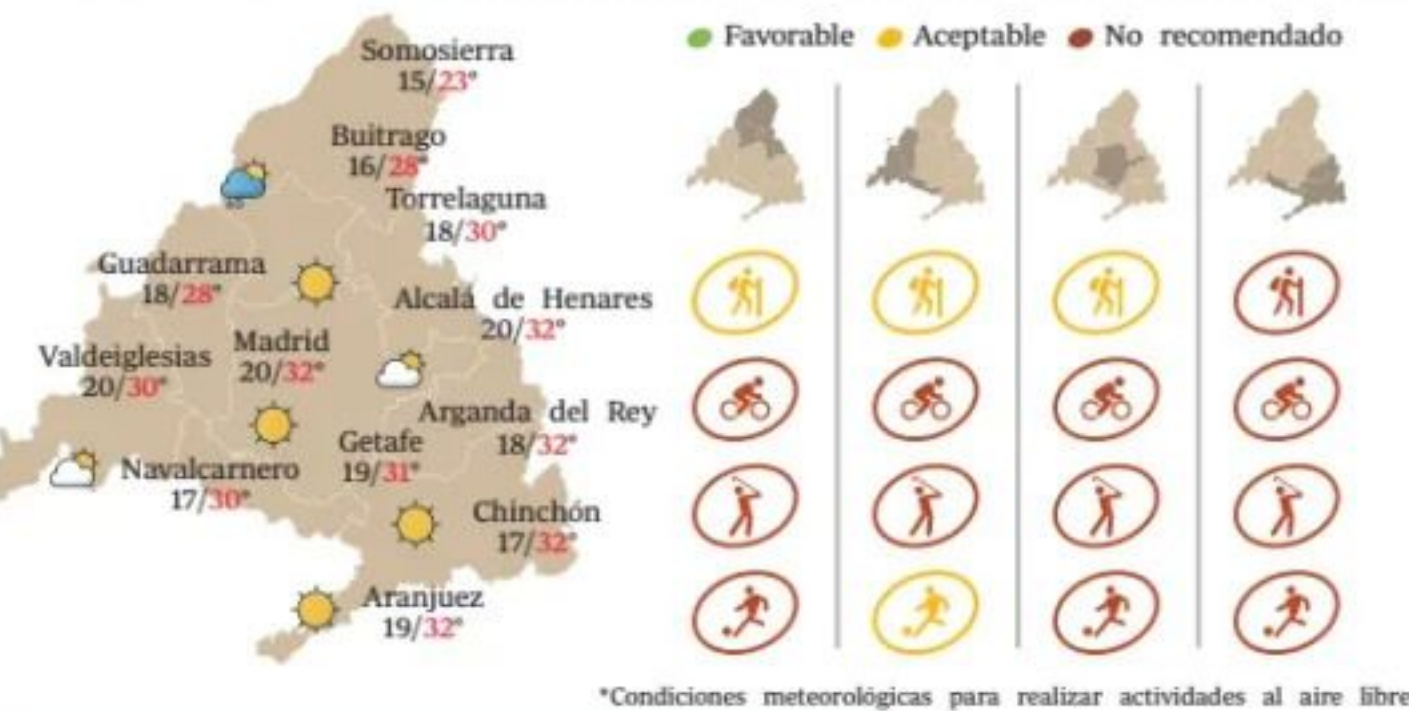 Somosierra
15/23°
Buitrago
16/28°
Torrelaguna
18/30°
Guadarrama
18/28°
Alcalá de Henares
20/32°
Valdeiglesias
20/30°
Madrid
20/32°
Arganda del Rey
18/32°
Getafe
19/31°
Navalcarnero
17/30°
Chinchón
17/32°
Aranjuez
19/32°
Favorable Aceptable No recomendado
*Condiciones meteorológicas para realizar actividades al aire libre